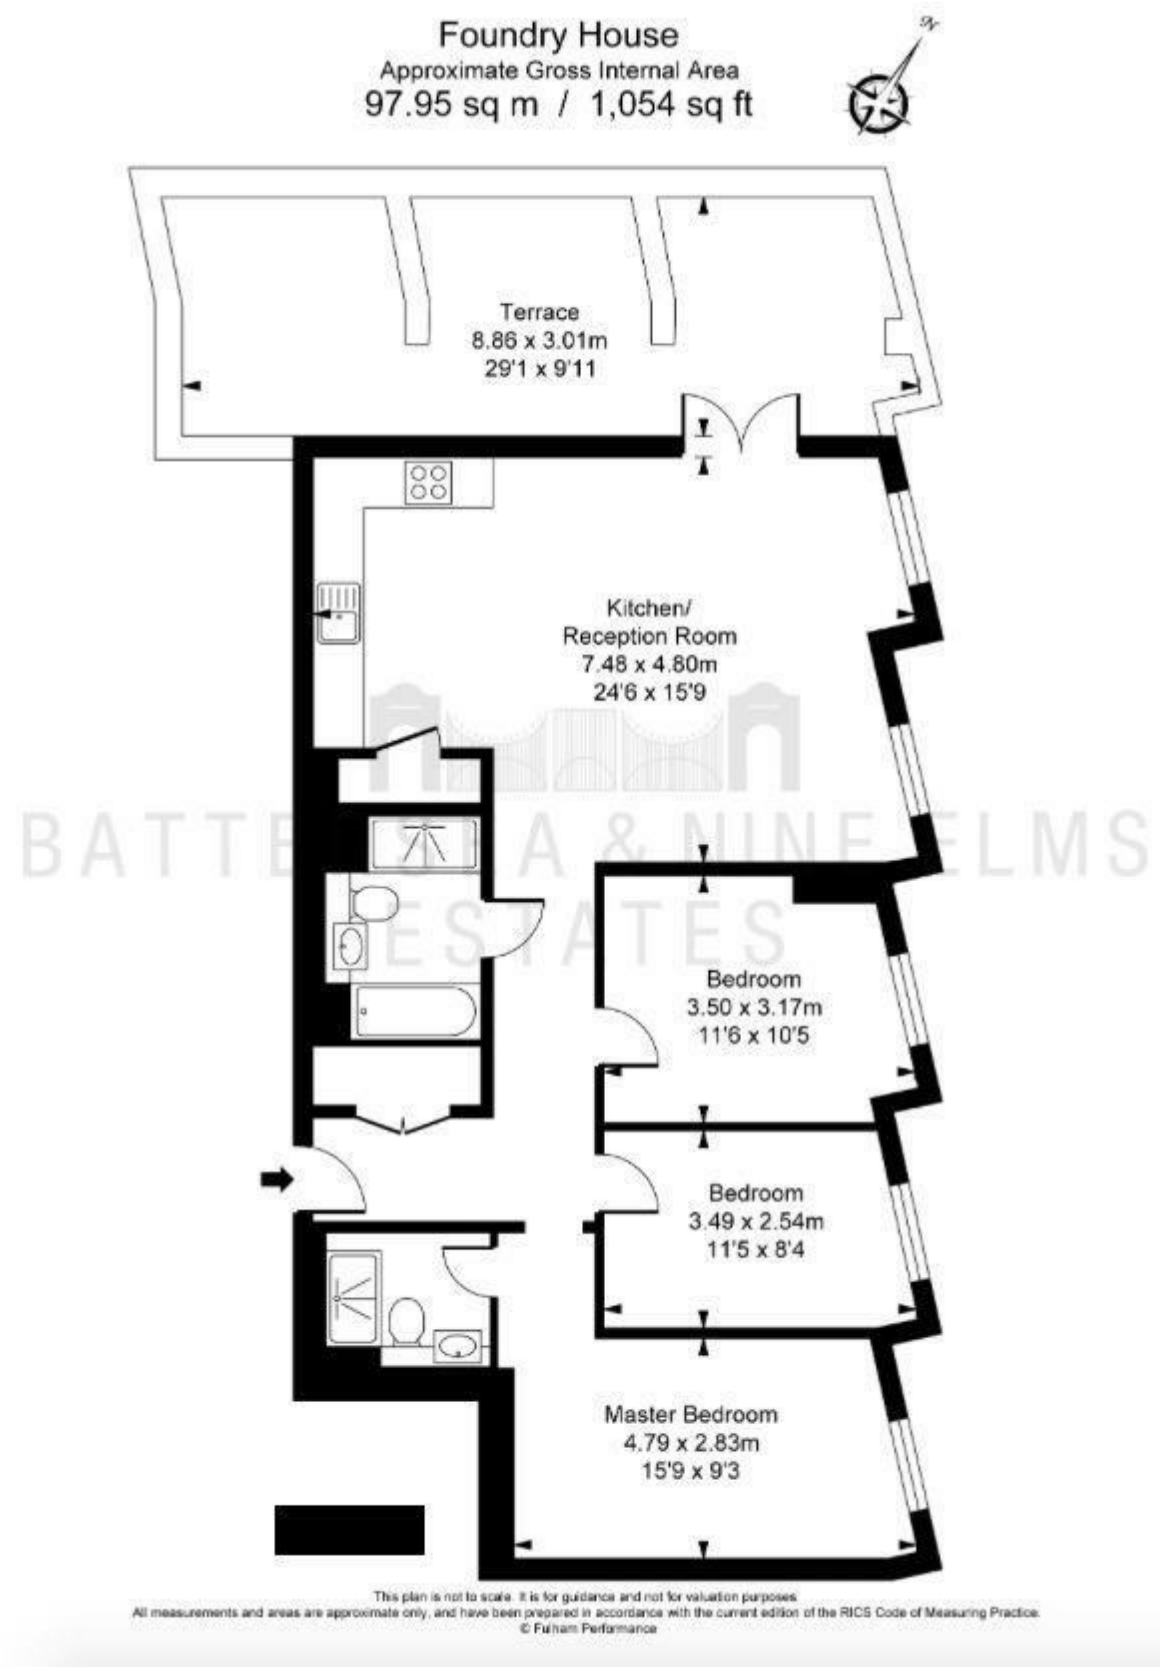 Foundry House
Approximate Gross Internal Area
97.95 sq m / 1,054 sq ft
N
Terrace
8.86 x 3.01m
29'1 x 9'11
Kitchen/
Reception Room
7.48 x 4.80m
24'6 x 15'9
BATTERSEA & NINE ELMS
ESTATES
Bedroom
3.50 x 3.17m
11'6 x 10'5
Bedroom
3.49 x 2.54m
11'5 x 8'4
Master Bedroom
4.79 x 2.83m
15'9 x 9'3
This plan is not to scale. It is for guidance and not for valuation purposes.
All measurements and areas are approximate only, and have been prepared in accordance with the current edition of the RICS Code of Measuring Practice.
© Fulham Performance